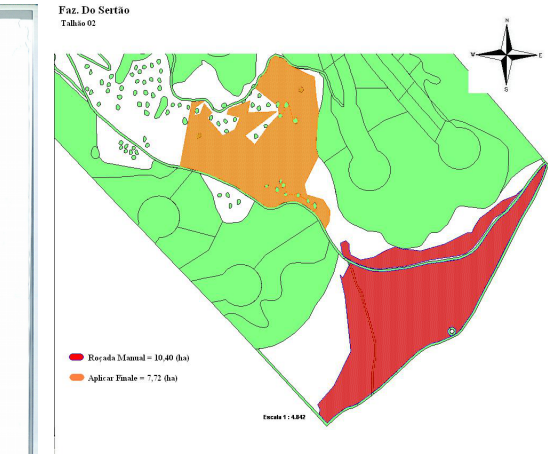 Faz. Do Sertão
Talhão 02
N
W
E
S
Roçada Manual = 10,40 (ha)
Aplicar Finale = 7,72 (ha)
Escala 1 : 4.842